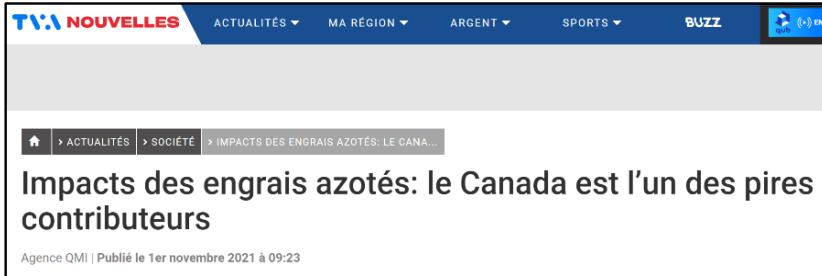 TVA NOUVELLES ACTUALITÉS MA RÉGION ARGENT SPORTS BUZZ qub
> ACTUALITÉS > SOCIÉTÉ > IMPACTS DES ENGRAIS AZOTÉS: LE CANA...
Impacts des engrais azotés: le Canada est l’un des pires
contributeurs
Agence QMI | Publié le 1er novembre 2021 à 09:23